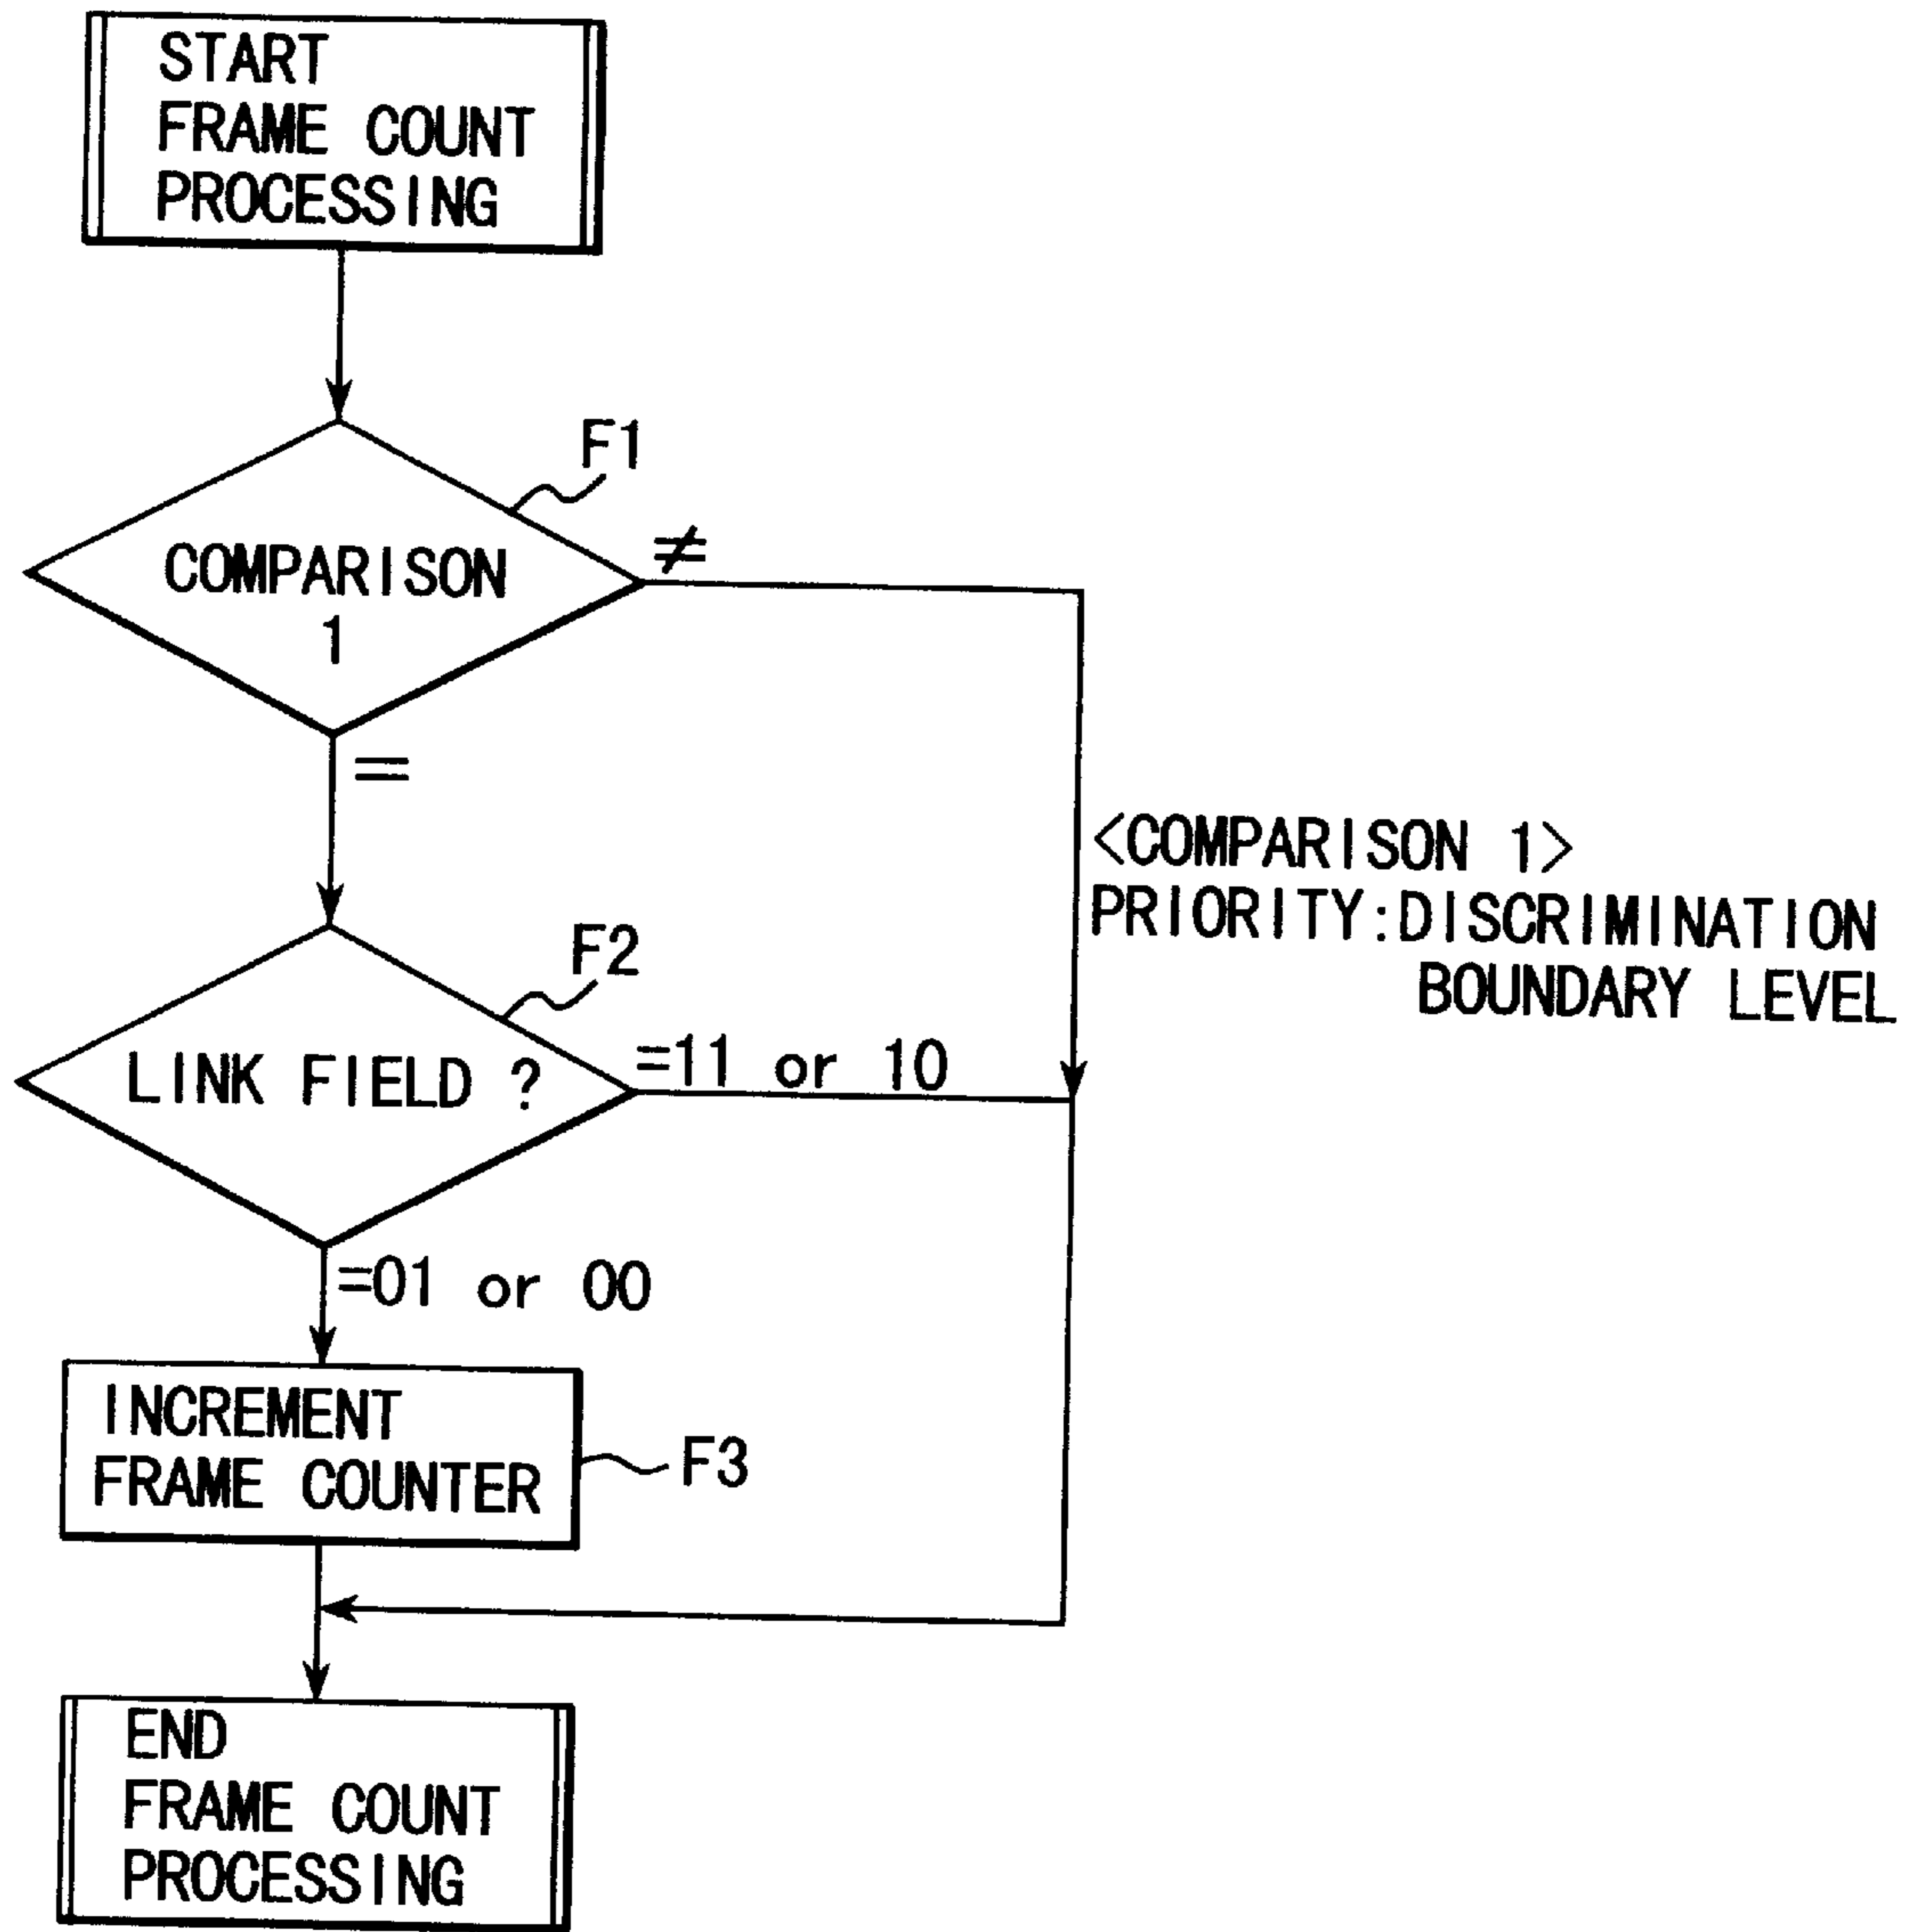 START
FRAME COUNT
PROCESSING
F1
COMPARISON
1
≠
=
<COMPARISON 1>
PRIORITY:DISCRIMINATION
BOUNDARY LEVEL
F2
LINK FIELD ?
=11 or 10
=01 or 00
INCREMENT
FRAME COUNTER
F3
END
FRAME COUNT
PROCESSING